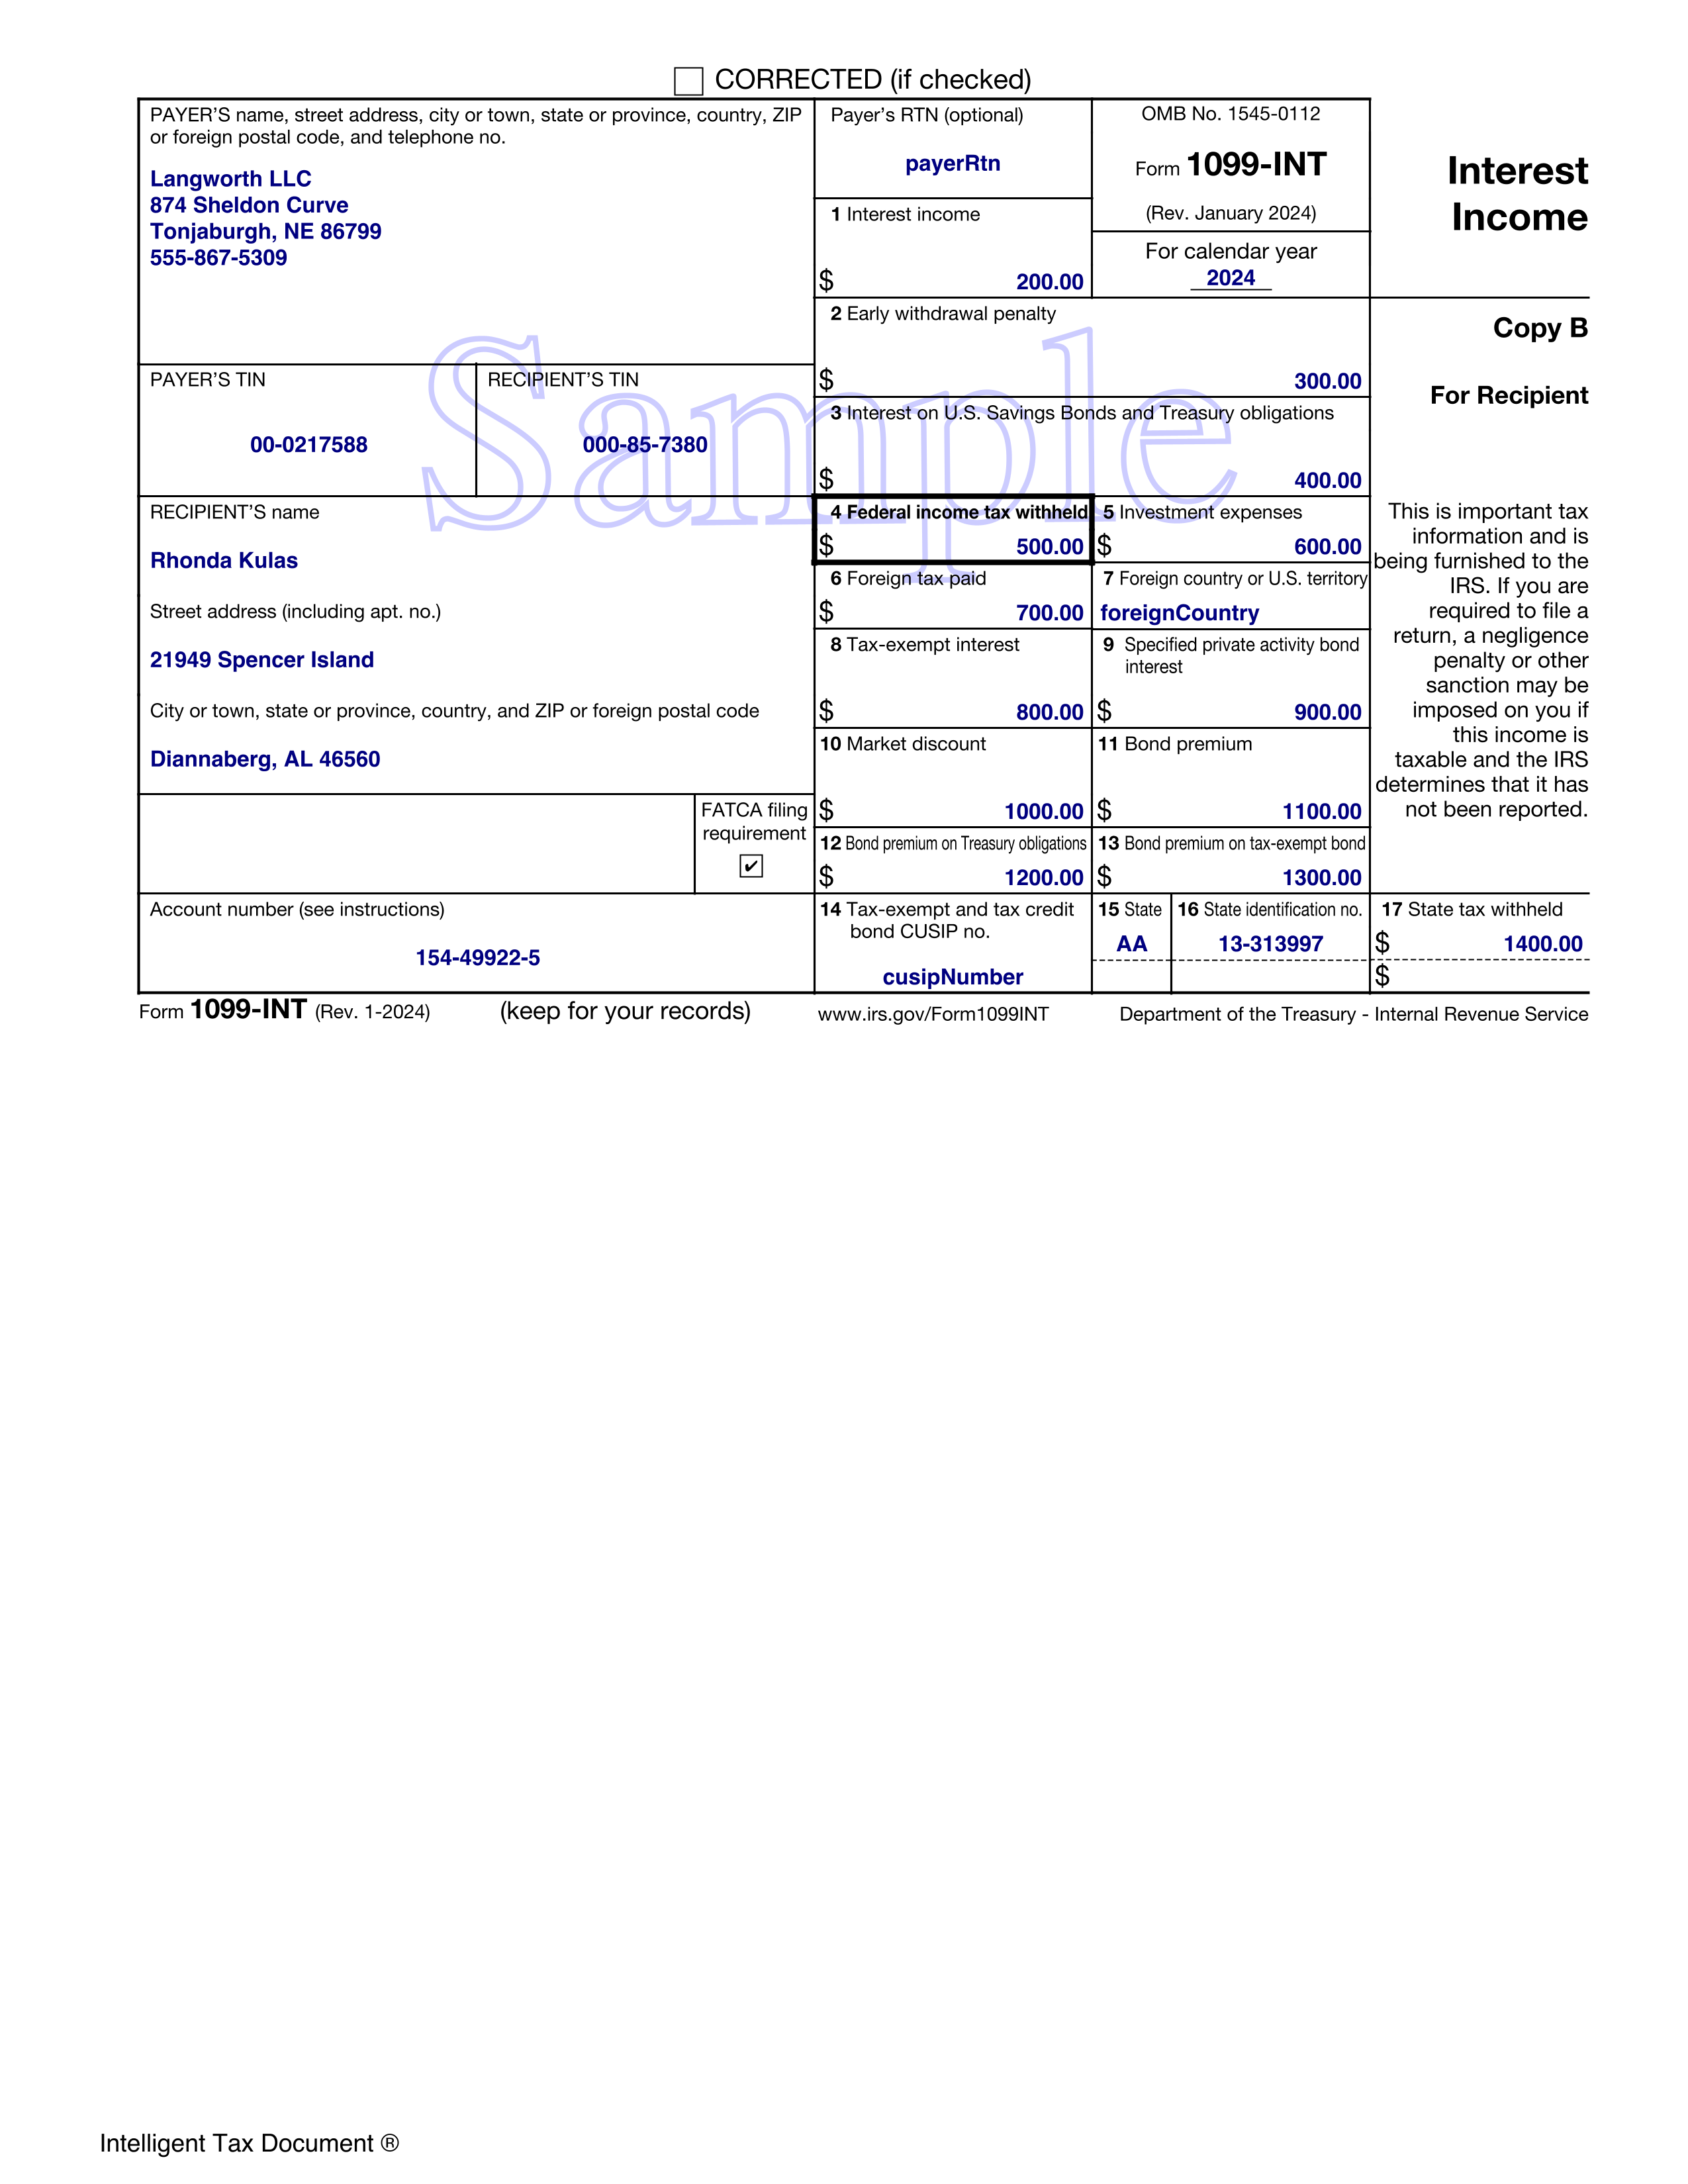 CORRECTED (if checked)
PAYER'S name, street address, city or town, state or province, country, ZIP
or foreign postal code, and telephone no.
Langworth LLC
874 Sheldon Curve
Tonjaburgh, NE 86799
555-867-5309
Payer's RTN (optional)
payerRtn
OMB No. 1545-0112
Form 1099-INT
(Rev. January 2024)
For calendar year
2024
Interest
Income
1 Interest income
$ 200.00
2 Early withdrawal penalty
$ 300.00
Copy B
For Recipient
PAYER'S TIN
00-0217588
RECIPIENT'S TIN
000-85-7380
3 Interest on U.S. Savings Bonds and Treasury obligations
$ 400.00
Sample
RECIPIENT'S name
Rhonda Kulas
Street address (including apt. no.)
21949 Spencer Island
City or town, state or province, country, and ZIP or foreign postal code
Diannaberg, AL 46560
4 Federal income tax withheld
$ 500.00
5 Investment expenses
$ 600.00
6 Foreign tax paid
$ 700.00
7 Foreign country or U.S. territory
foreignCountry
8 Tax-exempt interest
$ 800.00
9 Specified private activity bond
interest
$ 900.00
10 Market discount
$ 1000.00
11 Bond premium
$ 1100.00
FATCA filing
requirement
✔
12 Bond premium on Treasury obligations
$ 1200.00
13 Bond premium on tax-exempt bond
$ 1300.00
This is important tax
information and is
being furnished to the
IRS. If you are
required to file a
return, a negligence
penalty or other
sanction may be
imposed on you if
this income is
taxable and the IRS
determines that it has
not been reported.
Account number (see instructions)
154-49922-5
14 Tax-exempt and tax credit
bond CUSIP no.
cusipNumber
15 State
AA
16 State identification no.
13-313997
17 State tax withheld
$ 1400.00
$
Form 1099-INT (Rev. 1-2024)
(keep for your records)
www.irs.gov/Form1099INT
Department of the Treasury - Internal Revenue Service
Intelligent Tax Document ®